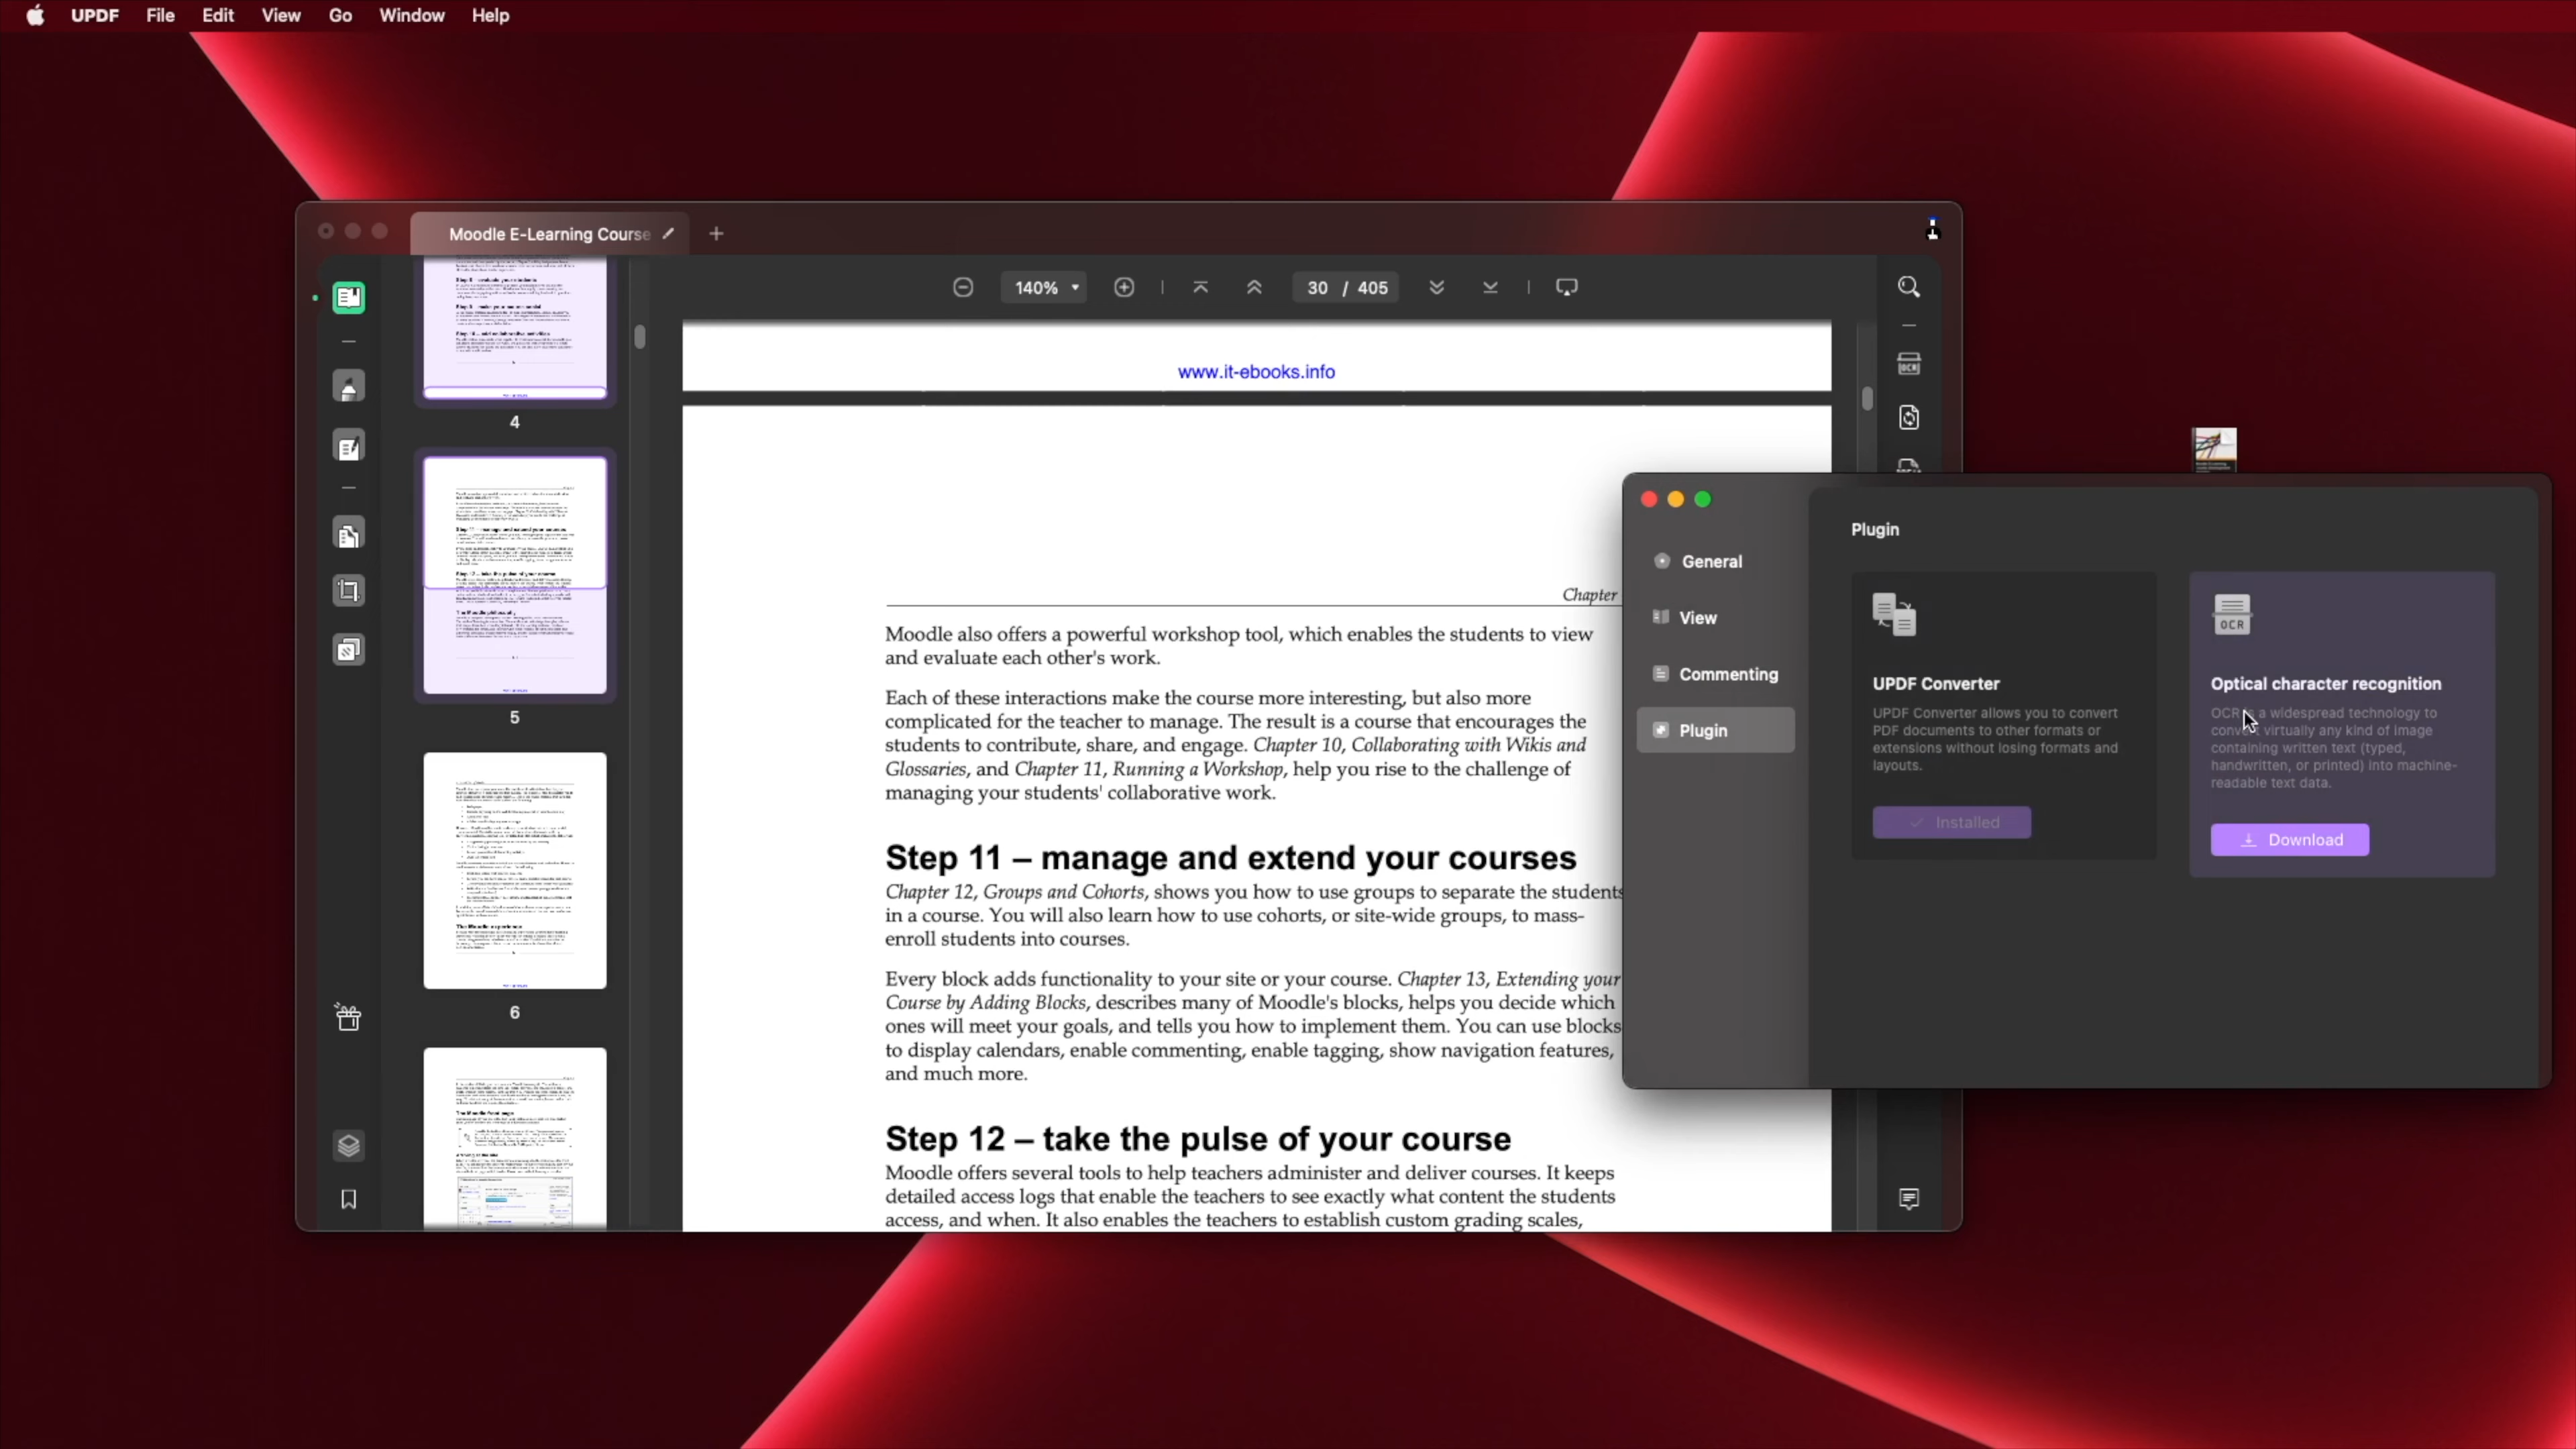 UPDF File Edit View Go Window Help
Moodle E-Learning Course
140%
30 / 405
4
5
6
www.it-ebooks.info
Chapter
Moodle also offers a powerful workshop tool, which enables the students to view
and evaluate each other's work.
Each of these interactions make the course more interesting, but also more
complicated for the teacher to manage. The result is a course that encourages the
students to contribute, share, and engage. Chapter 10, Collaborating with Wikis and
Glossaries, and Chapter 11, Running a Workshop, help you rise to the challenge of
managing your students' collaborative work.
Step 11 – manage and extend your courses
Chapter 12, Groups and Cohorts, shows you how to use groups to separate the students
in a course. You will also learn how to use cohorts, or site-wide groups, to mass-
enroll students into courses.
Every block adds functionality to your site or your course. Chapter 13, Extending your
Course by Adding Blocks, describes many of Moodle's blocks, helps you decide which
ones will meet your goals, and tells you how to implement them. You can use blocks
to display calendars, enable commenting, enable tagging, show navigation features,
and much more.
Step 12 – take the pulse of your course
Moodle offers several tools to help teachers administer and deliver courses. It keeps
detailed access logs that enable the teachers to see exactly what content the students
access, and when. It also enables the teachers to establish custom grading scales,
OCR
General
View
Commenting
Plugin
Plugin
UPDF Converter
UPDF Converter allows you to convert
PDF documents to other formats or
extensions without losing formats and
layouts.
Installed
OCR
Optical character recognition
OCR is a widespread technology to
convert virtually any kind of image
containing written text (typed,
handwritten, or printed) into machine-
readable text data.
Download